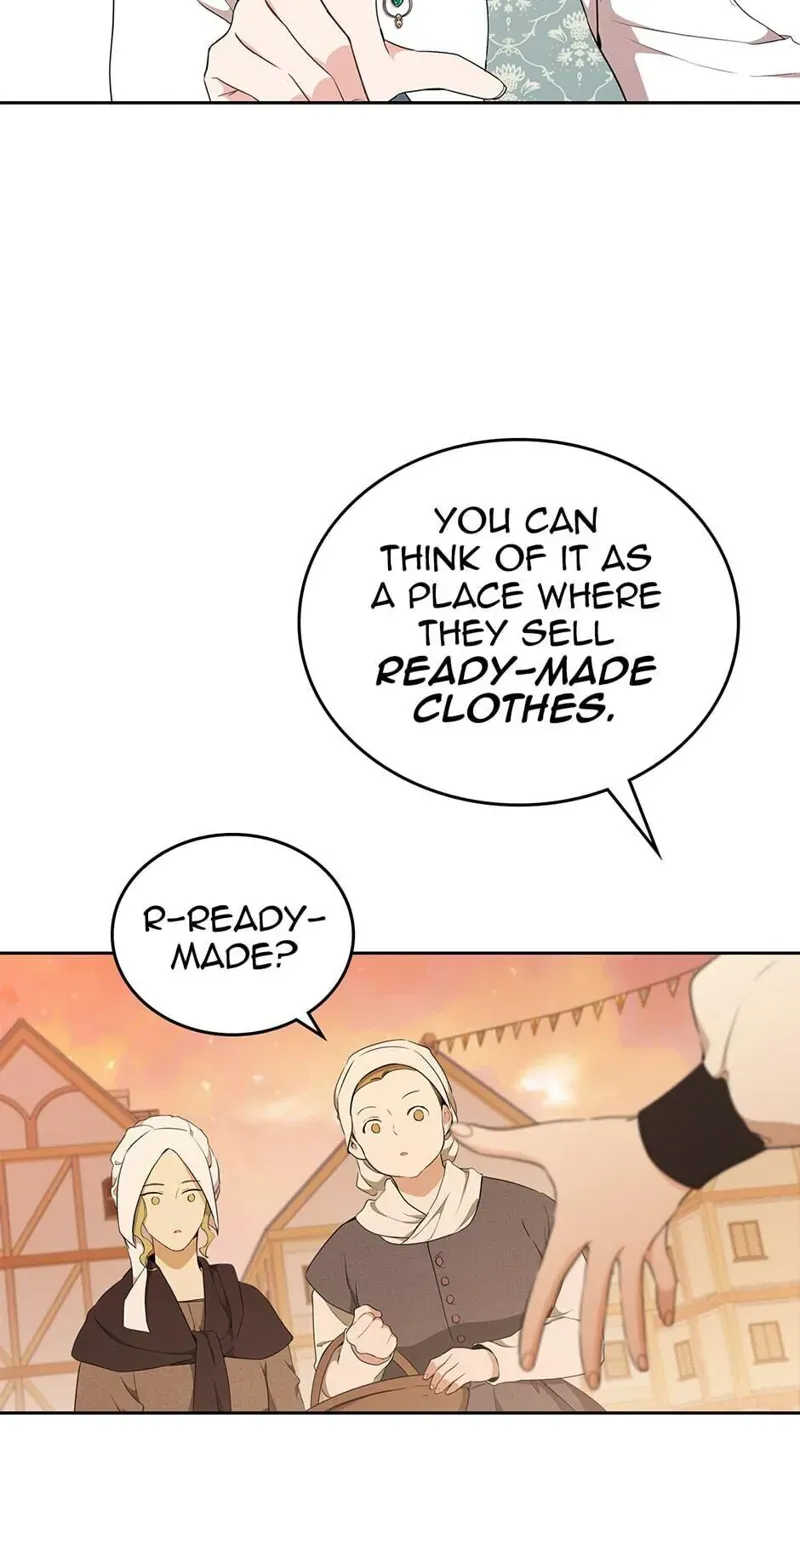 YOU CAN
THINK OF IT AS
A PLACE WHERE
THEY SELL
READY-MADE
CLOTHES.
R-READY-
MADE?